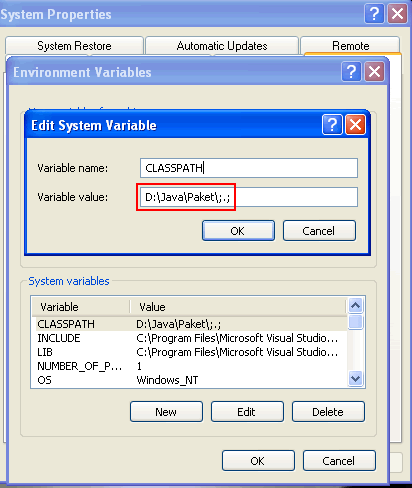 System Properties
System Restore Automatic Updates Remote
Environment Variables
Edit System Variable
Variable name: CLASSPATH
Variable value: D:\Java\Paket\;.;
OK Cancel
System variables
Variable Value
CLASSPATH D:\Java\Paket\;.;
INCLUDE C:\Program Files\Microsoft Visual Studio...
LIB C:\Program Files\Microsoft Visual Studio...
NUMBER_OF_P... 1
OS Windows_NT
New Edit Delete
OK Cancel